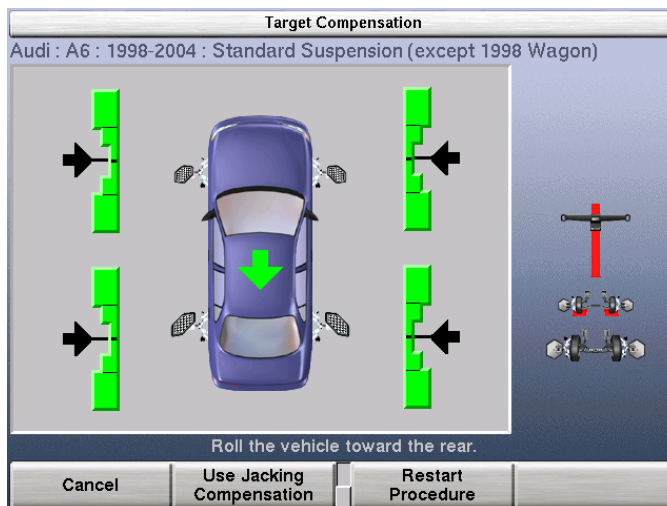 Target Compensation
Audi : A6 : 1998-2004 : Standard Suspension (except 1998 Wagon)
Roll the vehicle toward the rear.
Cancel
Use Jacking
Compensation
Restart
Procedure